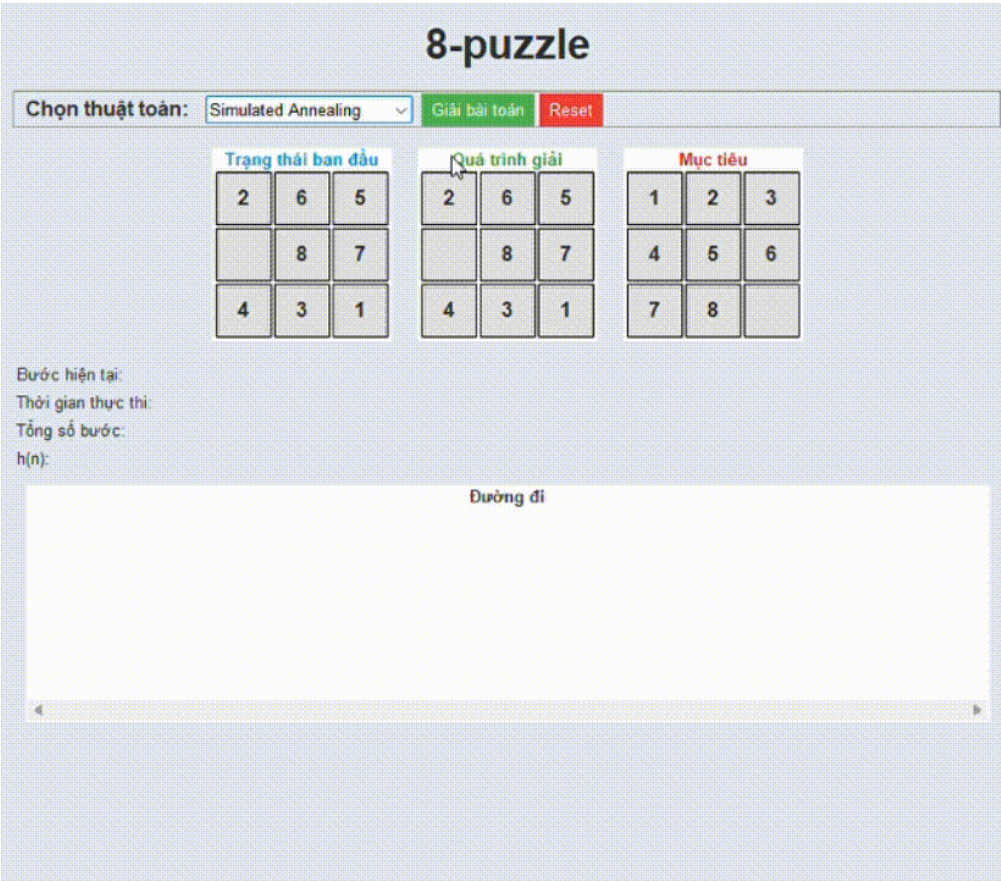 8-puzzle
Chọn thuật toán: Simulated Annealing Giải bài toán Reset
Trạng thái ban đầu Quá trình giải Mục tiêu
2 6 5 2 6 5 1 2 3
8 7 8 7 4 5 6
4 3 1 4 3 1 7 8
Bước hiện tại:
Thời gian thực thi:
Tổng số bước:
h(n):
Đường đi